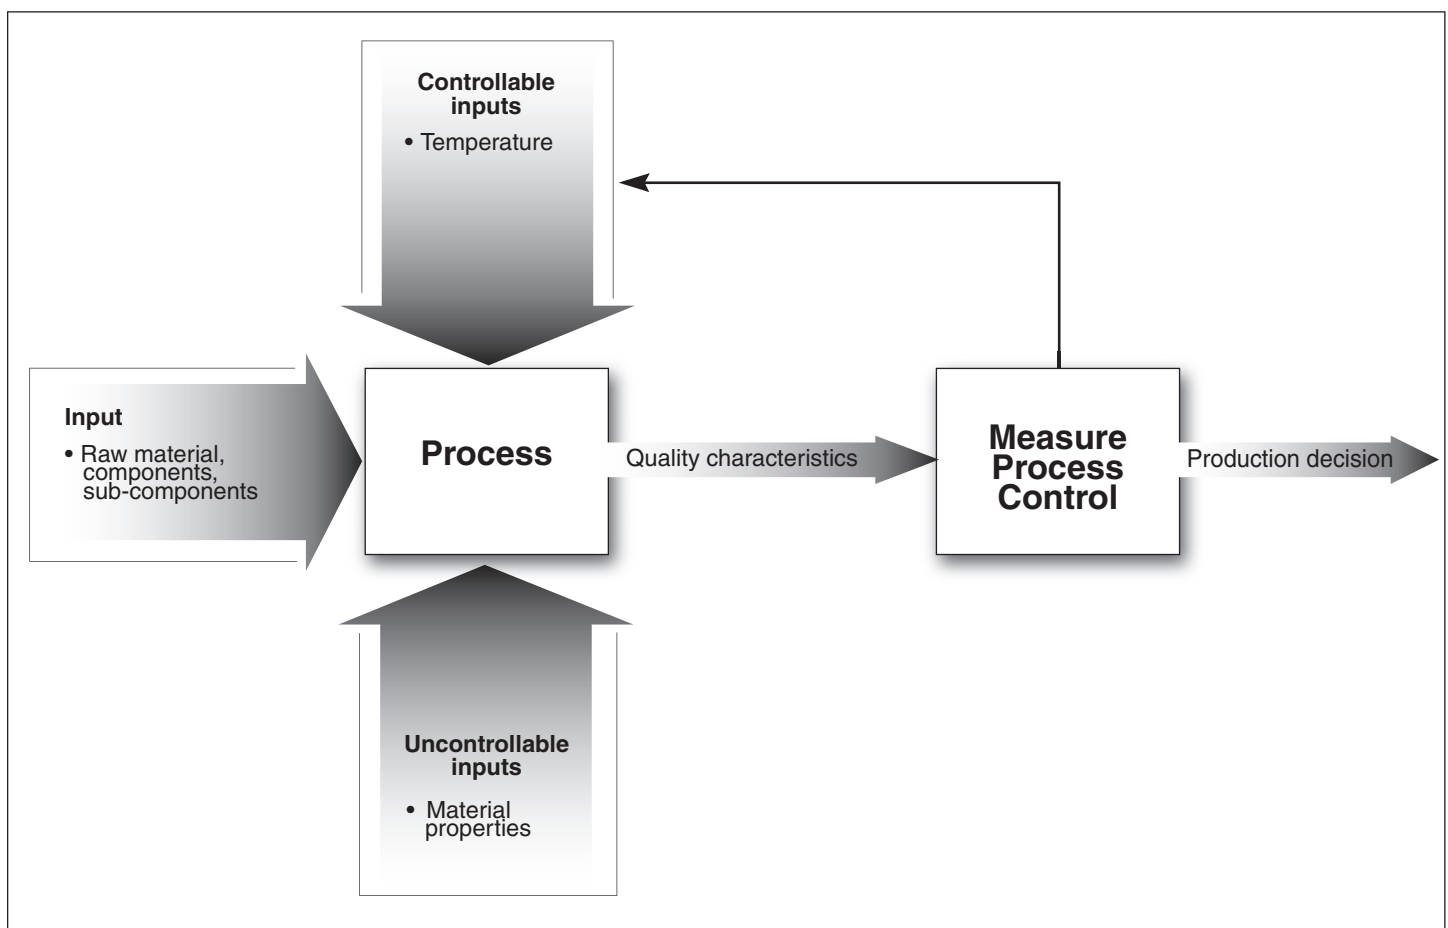 Controllable
inputs
• Temperature
Input
• Raw material,
components,
sub-components
Process
Quality characteristics
Measure
Process
Control
Production decision
Uncontrollable
inputs
• Material
properties